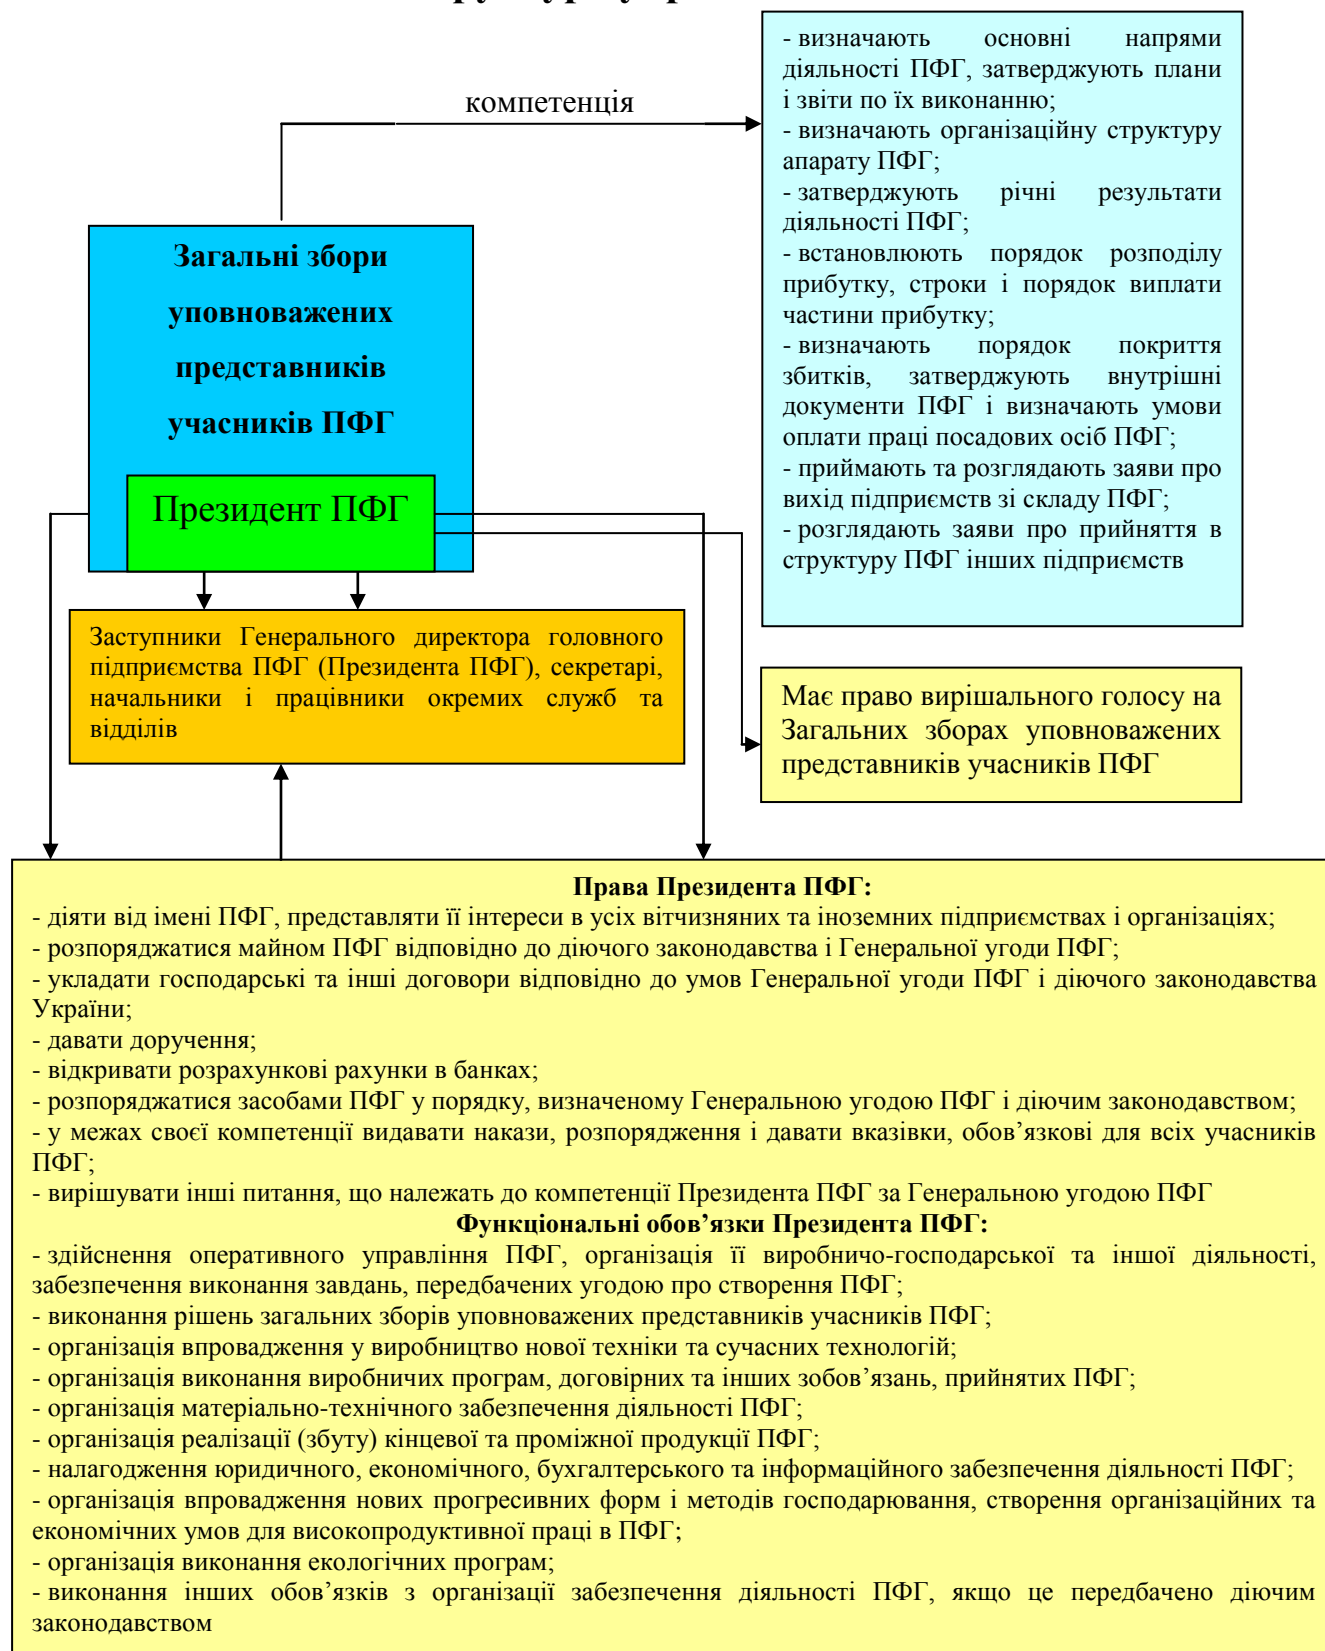 компетенція
- визначають основні напрями
діяльності ПФГ, затверджують плани
і звіти по їх виконанню;
- визначають організаційну структуру
апарату ПФГ;
- затверджують річні результати
діяльності ПФГ;
- встановлюють порядок розподілу
прибутку, строки і порядок виплати
частини прибутку;
- визначають порядок покриття
збитків, затверджують внутрішні
документи ПФГ і визначають умови
оплати праці посадових осіб ПФГ;
- приймають та розглядають заяви про
вихід підприємств зі складу ПФГ;
- розглядають заяви про прийняття в
структуру ПФГ інших підприємств
Загальні збори
уповноважених
представників
учасників ПФГ
Президент ПФГ
Заступники Генерального директора головного
підприємства ПФГ (Президента ПФГ), секретарі,
начальники і працівники окремих служб та
відділів
Має право вирішального голосу на
Загальних зборах уповноважених
представників учасників ПФГ
Права Президента ПФГ:
- діяти від імені ПФГ, представляти її інтереси в усіх вітчизняних та іноземних підприємствах і організаціях;
- розпоряджатися майном ПФГ відповідно до діючого законодавства і Генеральної угоди ПФГ;
- укладати господарські та інші договори відповідно до умов Генеральної угоди ПФГ і діючого законодавства
України;
- давати доручення;
- відкривати розрахункові рахунки в банках;
- розпоряджатися засобами ПФГ у порядку, визначеному Генеральною угодою ПФГ і діючим законодавством;
- у межах своєї компетенції видавати накази, розпорядження і давати вказівки, обов’язкові для всіх учасників
ПФГ;
- вирішувати інші питання, що належать до компетенції Президента ПФГ за Генеральною угодою ПФГ
Функціональні обов’язки Президента ПФГ:
- здійснення оперативного управління ПФГ, організація її виробничо-господарської та іншої діяльності,
забезпечення виконання завдань, передбачених угодою про створення ПФГ;
- виконання рішень загальних зборів уповноважених представників учасників ПФГ;
- організація впровадження у виробництво нової техніки та сучасних технологій;
- організація виконання виробничих програм, договірних та інших зобов’язань, прийнятих ПФГ;
- організація матеріально-технічного забезпечення діяльності ПФГ;
- організація реалізації (збуту) кінцевої та проміжної продукції ПФГ;
- налагодження юридичного, економічного, бухгалтерського та інформаційного забезпечення діяльності ПФГ;
- організація впровадження нових прогресивних форм і методів господарювання, створення організаційних та
економічних умов для високопродуктивної праці в ПФГ;
- організація виконання екологічних програм;
- виконання інших обов’язків з організації забезпечення діяльності ПФГ, якщо це передбачено діючим
законодавством